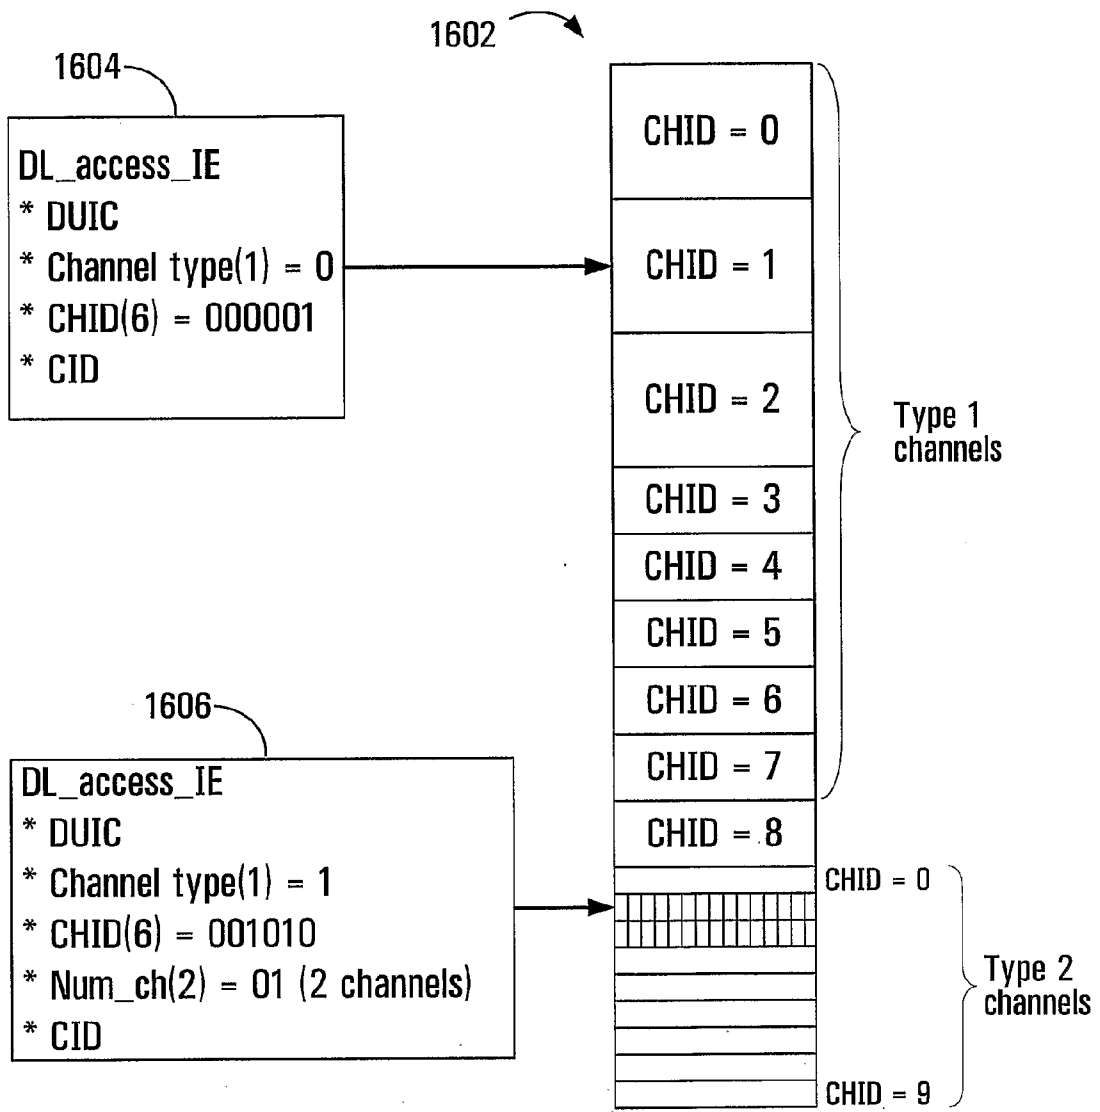 1602
1604
DL_access_IE
* DUIC
* Channel type(1) = 0
* CHID(6) = 000001
* CID
CHID = 0
CHID = 1
CHID = 2
CHID = 3
CHID = 4
CHID = 5
CHID = 6
CHID = 7
CHID = 8
Type 1
channels
1606
DL_access_IE
* DUIC
* Channel type(1) = 1
* CHID(6) = 001010
* Num_ch(2) = 01 (2 channels)
* CID
CHID = 0
Type 2
channels
CHID = 9